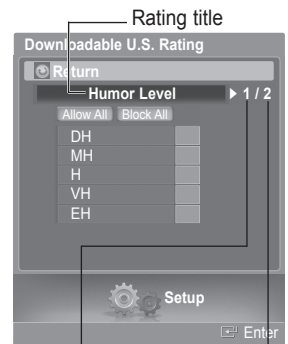 Rating title
Downloadable U.S. Rating
Return
Humor Level ▶ 1 / 2
Allow All Block All
DH
MH
H
VH
EH
Setup
Enter